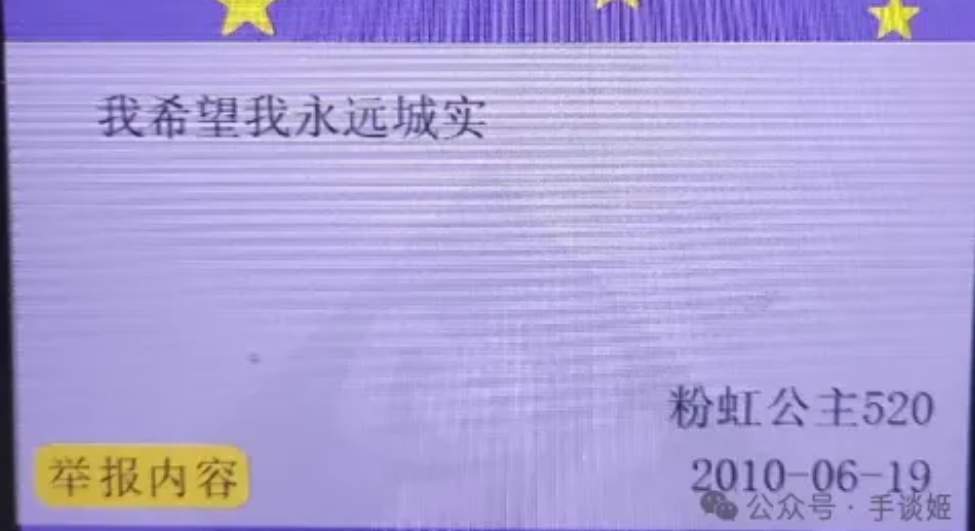 我希望我永远城实
粉虹公主520
举报内容
2010-06-19
公众号·手谈姬